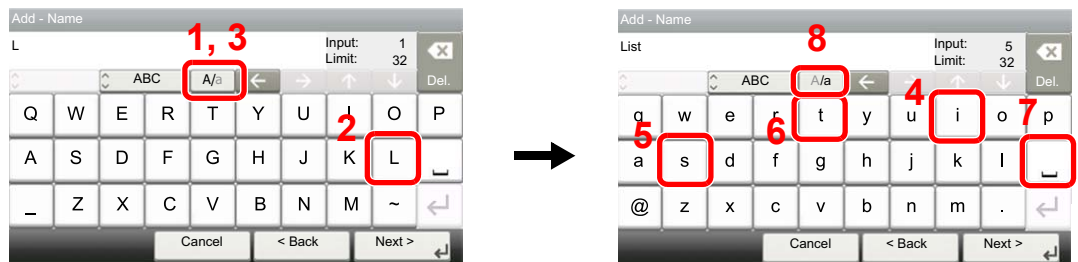 Add - Name
L
1, 3
Input: 1
Limit: 32
ABC
A/a
←
→
↑
↓
Del.
Q W E R T Y U I O P
2
A S D F G H J K L ␣
_ Z X C V B N M ~ ↵
Cancel
< Back
Next > ↵
Add - Name
List
8
Input: 5
Limit: 32
ABC
A/a
←
→
↑
↓
Del.
4
7
q w e r t y u i o p
5
6
a s d f g h j k l ␣
@ z x c v b n m . ↵
Cancel
< Back
Next > ↵